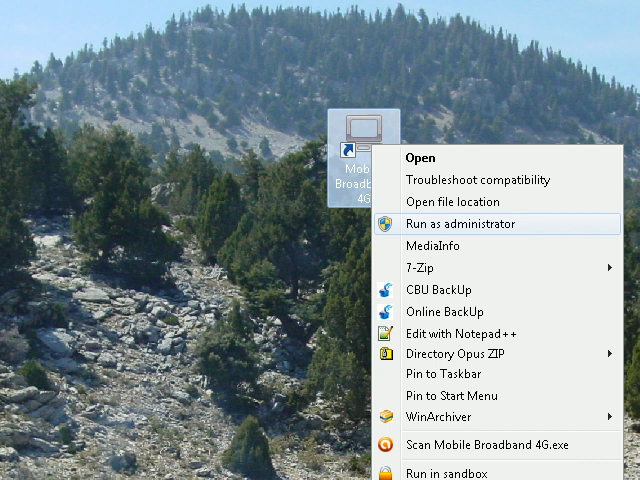 Mob
Broadb
4G
Open
Troubleshoot compatibility
Open file location
Run as administrator
MediaInfo
7-Zip
CBU BackUp
Online BackUp
Edit with Notepad++
Directory Opus ZIP
Pin to Taskbar
Pin to Start Menu
WinArchiver
Scan Mobile Broadband 4G.exe
Run in sandbox